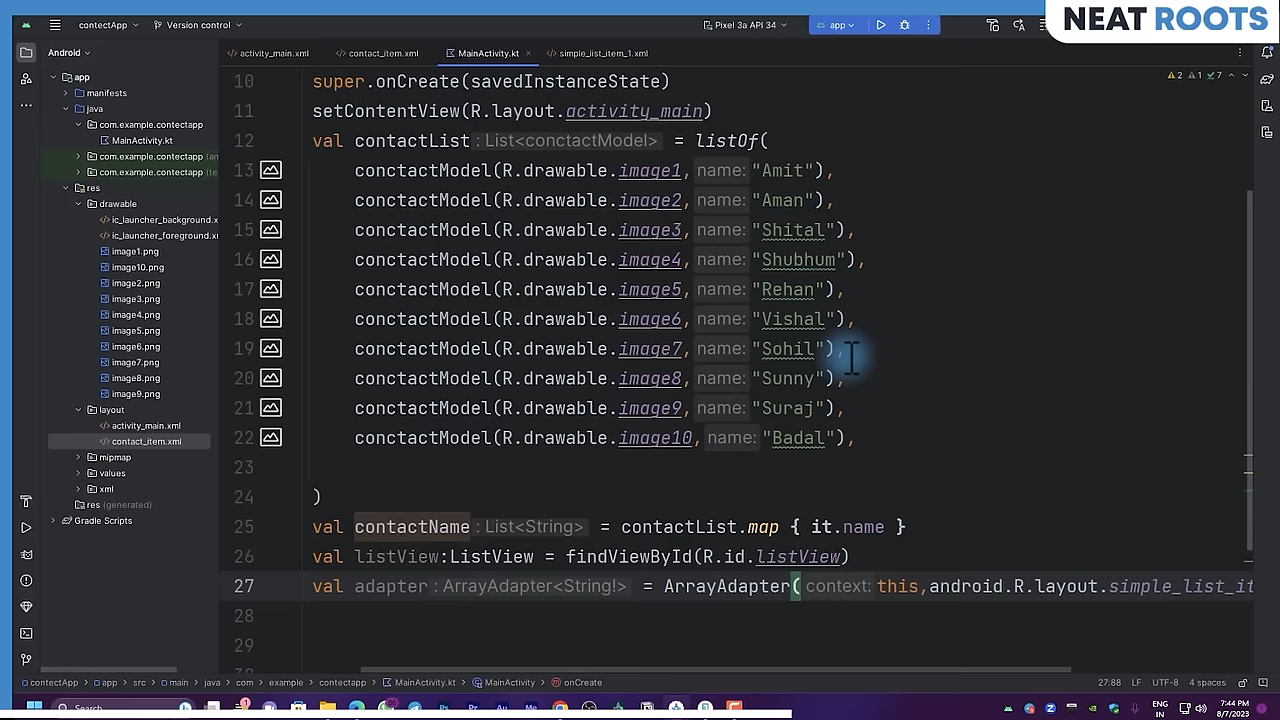 NEAT ROOTS
contectApp
Version control
Pixel 3a API 34
app
Android
activity_main.xml
contact_item.xml
MainActivity.kt
simple_list_item_1.xml
2 1 7
app
manifests
java
com.example.contectapp
MainActivity.kt
com.example.contectapp (an
com.example.contectapp (te
res
drawable
ic_launcher_background.x
ic_launcher_foreground.xr
image1.png
image10.png
image2.png
image3.png
image4.png
image5.png
image6.png
image7.png
image8.png
image9.png
layout
activity_main.xml
contact_item.xml
mipmap
values
xml
res (generated)
Gradle Scripts
10 super.onCreate(savedInstanceState)
11 setContentView(R.layout.activity_main)
12 val contactList : List<conctactModel> = listOf(
13 conctactModel(R.drawable.image1, name: "Amit"),
14 conctactModel(R.drawable.image2, name: "Aman"),
15 conctactModel(R.drawable.image3, name: "Shital"),
16 conctactModel(R.drawable.image4, name: "Shubhum"),
17 conctactModel(R.drawable.image5, name: "Rehan"),
18 conctactModel(R.drawable.image6, name: "Vishal"),
19 conctactModel(R.drawable.image7, name: "Sohil"),
20 conctactModel(R.drawable.image8, name: "Sunny"),
21 conctactModel(R.drawable.image9, name: "Suraj"),
22 conctactModel(R.drawable.image10, name: "Badal"),
23
24 )
25 val contactName : List<String> = contactList.map { it.name }
26 val listView:ListView = findViewById(R.id.listView)
27 val adapter : ArrayAdapter<String!> = ArrayAdapter( context: this,android.R.layout.simple_list_it
28
29
contectApp > app > src > main > java > com > example > contectapp > MainActivity.kt > MainActivity > onCreate
27:88 LF UTF-8 4 spaces
Search
ENG
IN
7:44 PM
8/7/2023